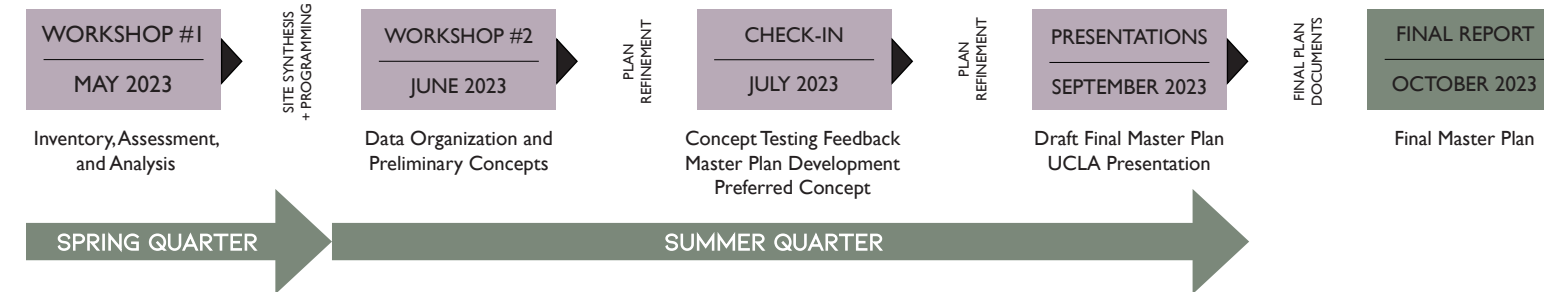 WORKSHOP #1
MAY 2023
Inventory, Assessment,
and Analysis
SITE SYNTHESIS
+ PROGRAMMING
WORKSHOP #2
JUNE 2023
Data Organization and
Preliminary Concepts
PLAN
REFINEMENT
CHECK-IN
JULY 2023
Concept Testing Feedback
Master Plan Development
Preferred Concept
PLAN
REFINEMENT
PRESENTATIONS
SEPTEMBER 2023
Draft Final Master Plan
UCLA Presentation
FINAL PLAN
DOCUMENTS
FINAL REPORT
OCTOBER 2023
Final Master Plan
SPRING QUARTER
SUMMER QUARTER